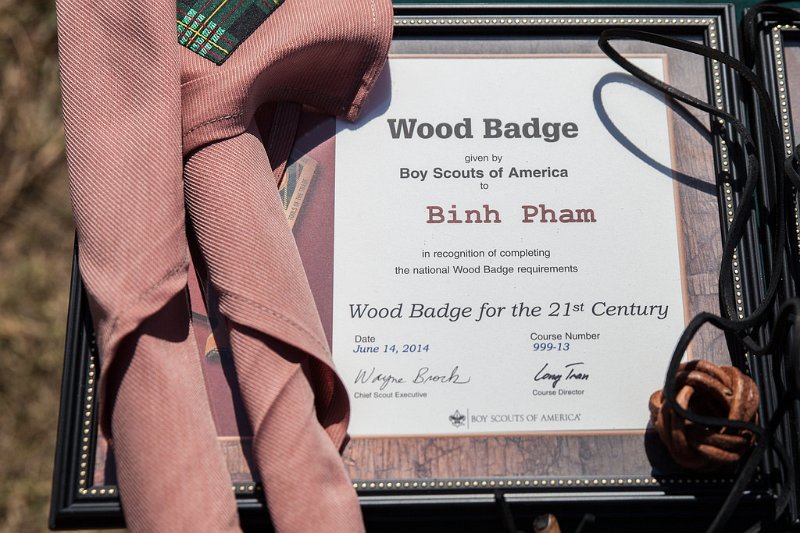 Wood Badge
given by
Boy Scouts of America
to
Binh Pham
in recognition of completing
the national Wood Badge requirements
Wood Badge for the 21st Century
Date
June 14, 2014
Course Number
999-13
Wayne Brock
Chief Scout Executive
Long Tran
Course Director
BOY SCOUTS OF AMERICA®